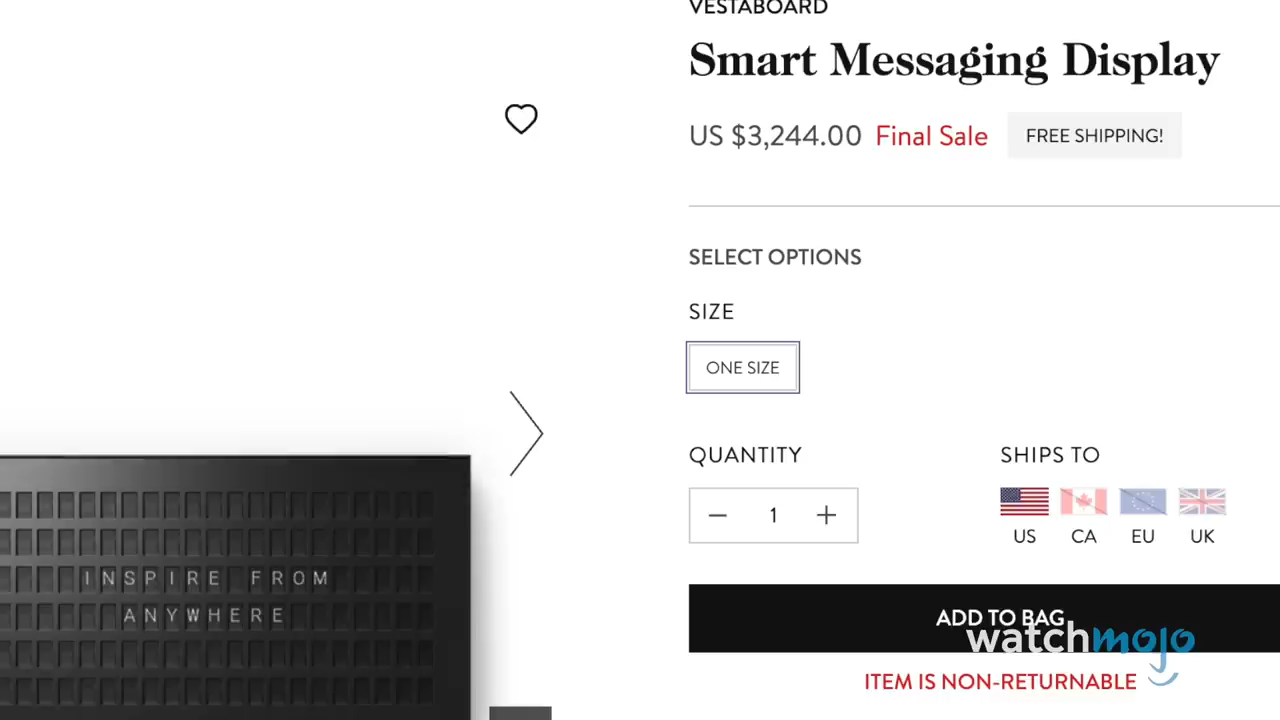 VESTABOARD
Smart Messaging Display
US $3,244.00 Final Sale FREE SHIPPING!
SELECT OPTIONS
SIZE
ONE SIZE
QUANTITY
SHIPS TO
1
US CA EU UK
INSPIRE FROM
ANYWHERE
ADD TO BAG
watchmojo
ITEM IS NON-RETURNABLE